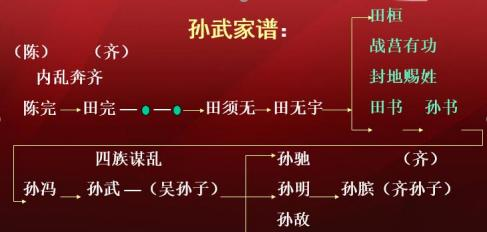 孙武家谱：
田桓
（陈） （齐）
战莒有功
内乱奔齐
封地赐姓
陈完 田完 — — 田须无 田无宇 田书 孙书
四族谋乱 孙驰 （齐）
孙冯 孙武 —（吴孙子） 孙明 孙膑（齐孙子）
孙敌